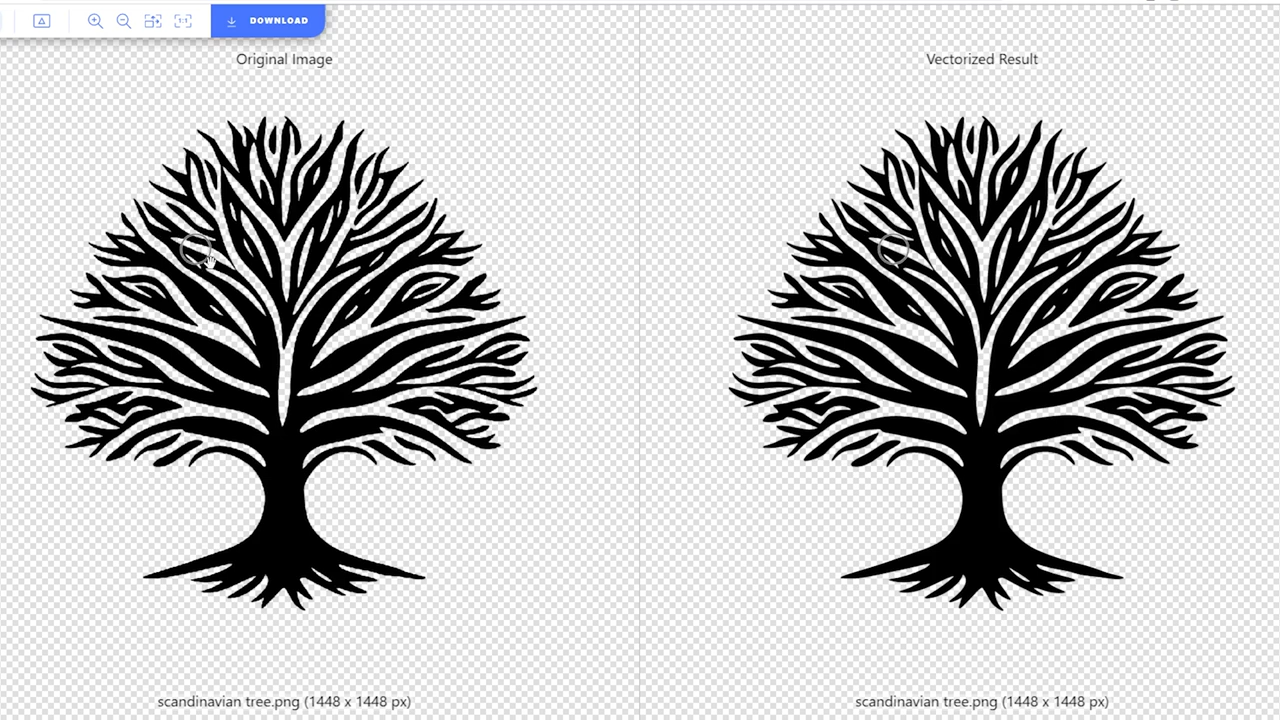 DOWNLOAD
Original Image
Vectorized Result
scandinavian tree.png (1448 x 1448 px)
scandinavian tree.png (1448 x 1448 px)